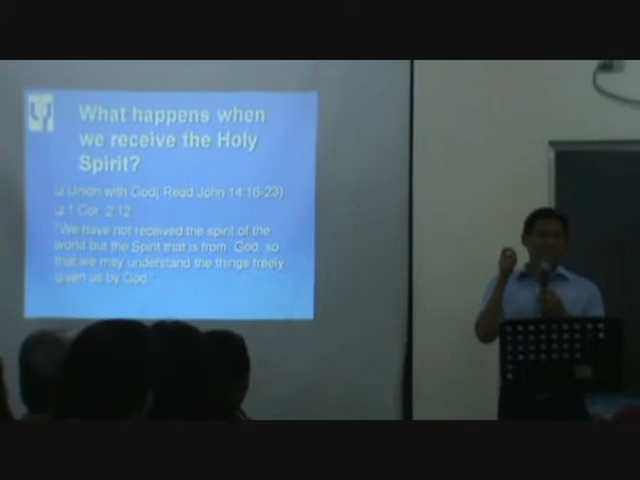 What happens when
we receive the Holy
Spirit?
Union with God(-Read John 14:16-23)
1 Cor. 2:12:
"We have not received the spirit of the
world but the Spirit that is from God, so
that we may understand the things freely
given us by God."